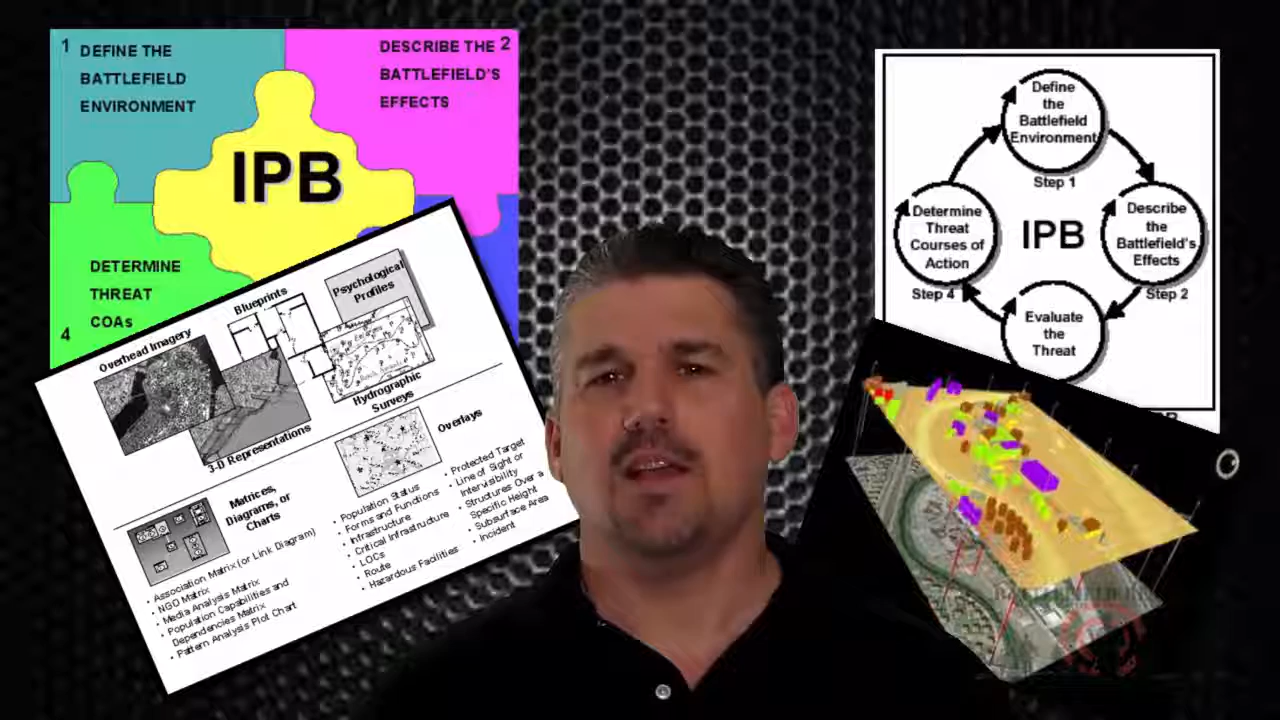 1 DEFINE THE
BATTLEFIELD
ENVIRONMENT
DESCRIBE THE 2
BATTLEFIELD'S
EFFECTS
IPB
DETERMINE
THREAT
COAs
4
Overhead Imagery
Blueprints
Psychological
Profiles
3-D Representations
Hydrographic
Surveys
Matrices,
Diagrams, or
Charts
Overlays
• Association Matrix (or Link Diagram)
• NGO Matrix
• Media Analysis Matrix
• Population Capabilities and
Dependencies Matrix
• Pattern Analysis Plot Chart
• Population Status
• Forms and Functions
• Infrastructure
• Critical Infrastructure
• LOCs
• Route
• Hazardous Facilities
• Protected Target
• Line of Sight or
Intervisibility
• Structures Over a
Specific Height
• Subsurface Area
• Incident
Define
the
Battlefield
Environment
Step 1
Describe
the
Battlefield's
Effects
Step 2
Evaluate
the
Threat
Determine
Threat
Courses of
Action
Step 4
IPB